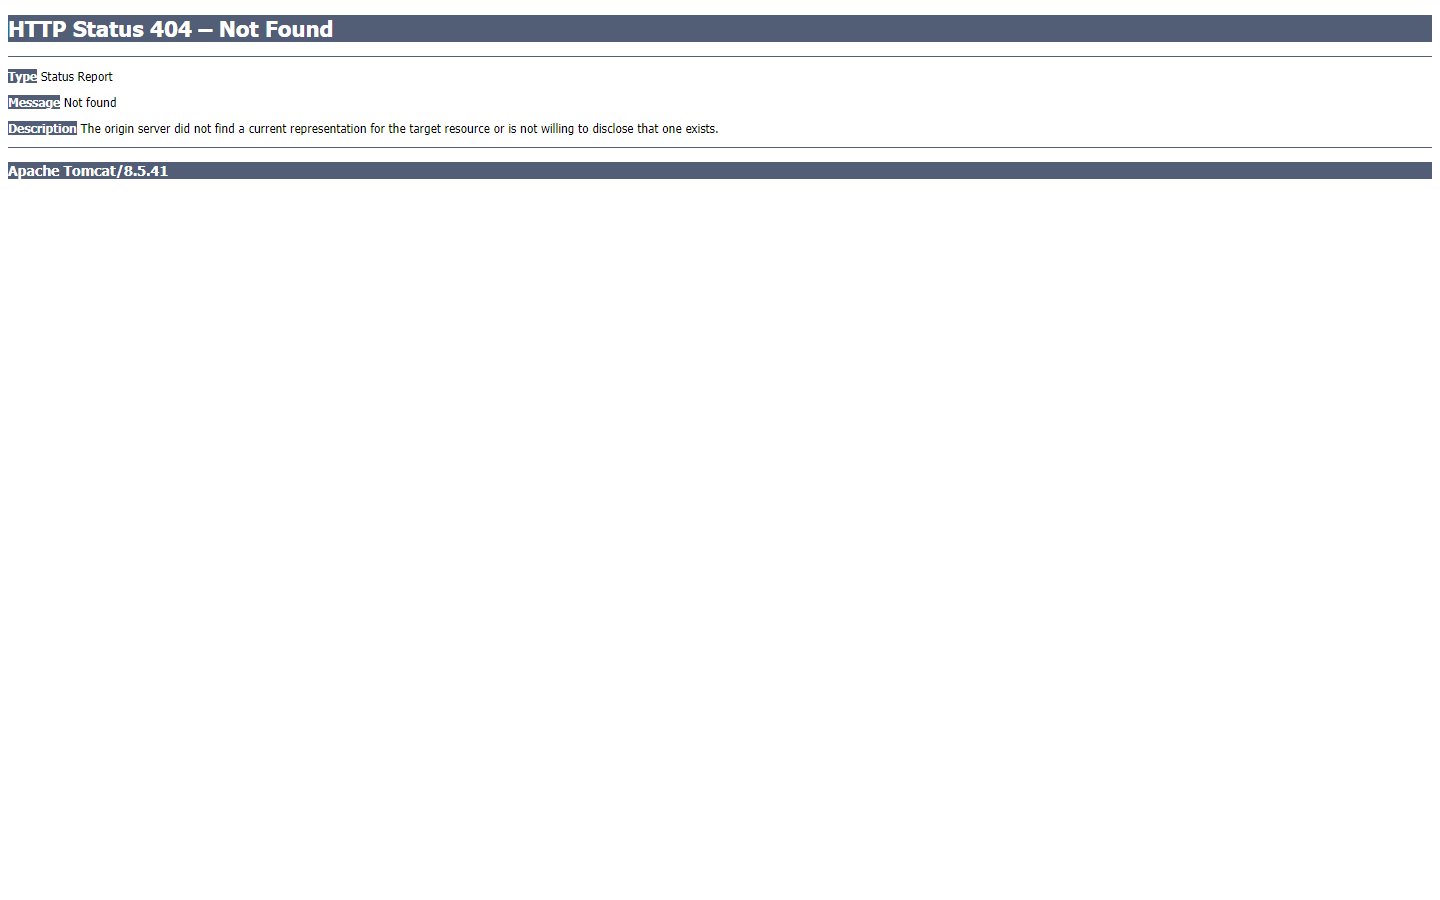 HTTP Status 404 – Not Found
Type Status Report
Message Not found
Description The origin server did not find a current representation for the target resource or is not willing to disclose that one exists.
Apache Tomcat/8.5.41